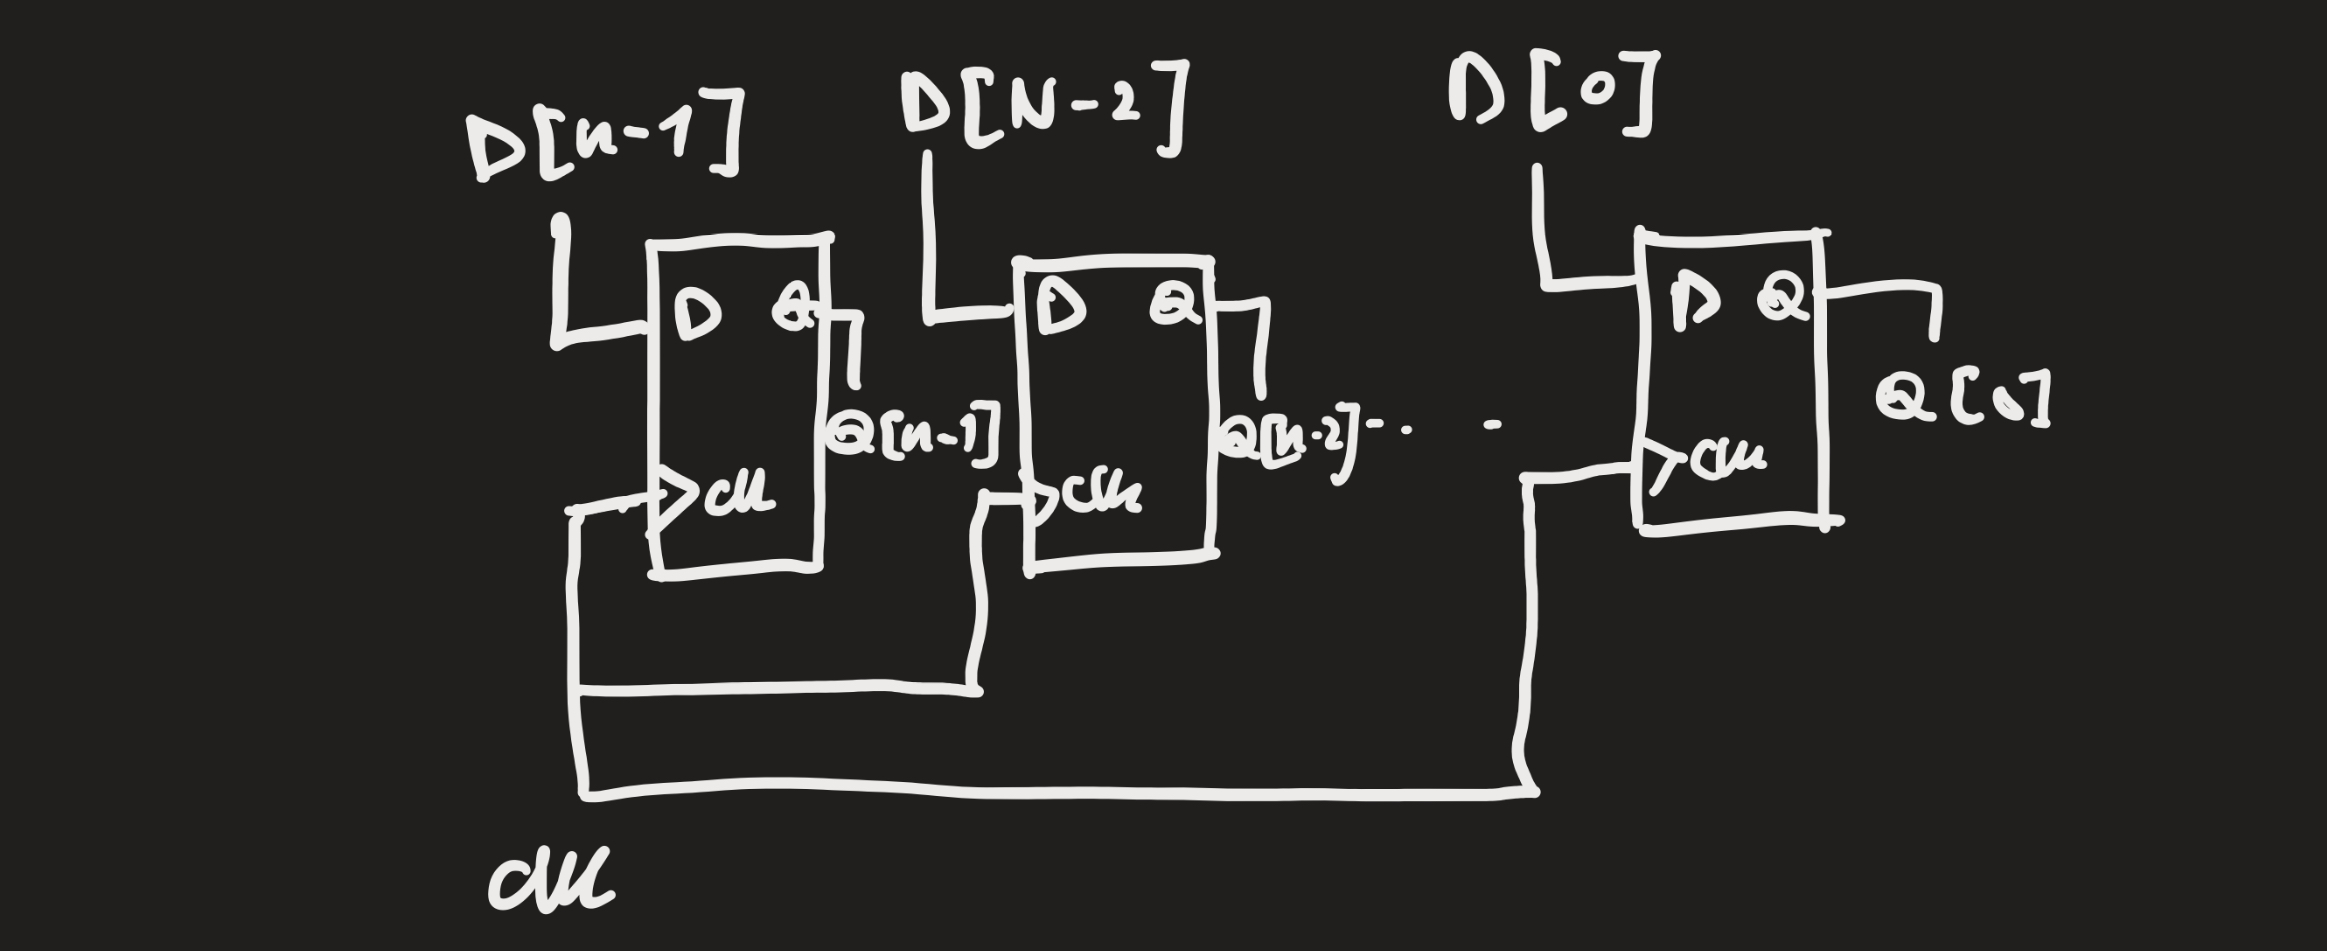 D[n-1] D[N-2] D[0]
D Q D Q D Q
Q[n-1] Q[n-2] - . . Q[0]
Clk Clk Clk
Clk